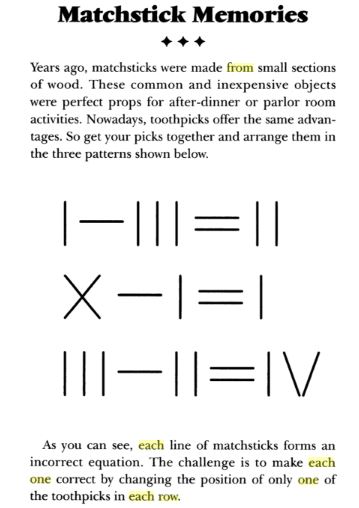 Matchstick Memories
Years ago, matchsticks were made from small sections
of wood. These common and inexpensive objects
were perfect props for after-dinner or parlor room
activities. Nowadays, toothpicks offer the same advan-
tages. So get your picks together and arrange them in
the three patterns shown below.
I — III = II
X — I = I
III — II = IV
As you can see, each line of matchsticks forms an
incorrect equation. The challenge is to make each
one correct by changing the position of only one of
the toothpicks in each row.